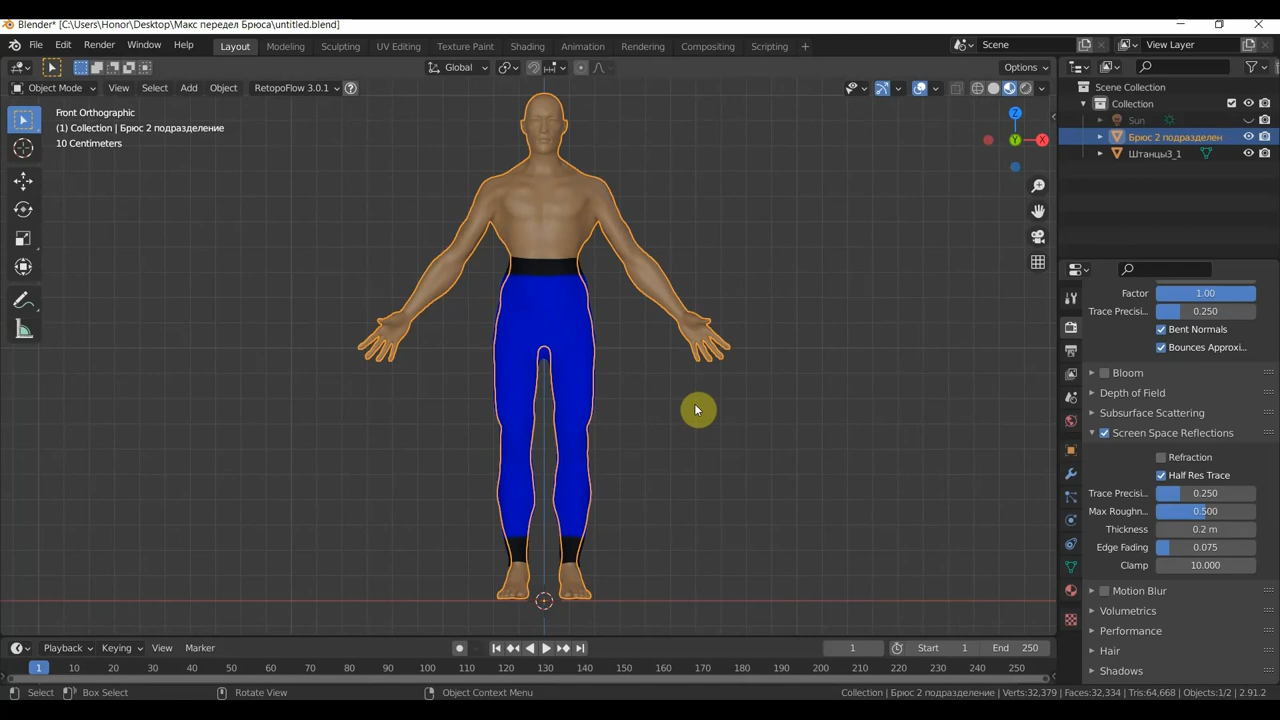 Blender* [C:\Users\Honor\Desktop\Макс передел Брюса\untitled.blend]
File Edit Render Window Help Layout Modeling Sculpting UV Editing Texture Paint Shading Animation Rendering Compositing Scripting + Scene View Layer
Global Options
Object Mode View Select Add Object RetopoFlow 3.0.1
Front Orthographic
(1) Collection | Брюс 2 подразделение
10 Centimeters
Z
Y
X
Scene Collection
Collection
Sun
Брюс 2 подразделен
Штанцы3_1
Factor 1.00
Trace Precisi... 0.250
Bent Normals
Bounces Approxi...
Bloom
Depth of Field
Subsurface Scattering
Screen Space Reflections
Refraction
Half Res Trace
Trace Precisi... 0.250
Max Roughn... 0.500
Thickness 0.2 m
Edge Fading 0.075
Clamp 10.000
Motion Blur
Volumetrics
Performance
Hair
Shadows
Playback Keying View Marker 1 Start 1 End 250
1 10 20 30 40 50 60 70 80 90 100 110 120 130 140 150 160 170 180 190 200 210 220 230 240 250
Select Box Select Rotate View Object Context Menu Collection | Брюс 2 подразделение | Verts:32,379 | Faces:32,334 | Tris:64,668 | Objects:1/2 | 2.91.2